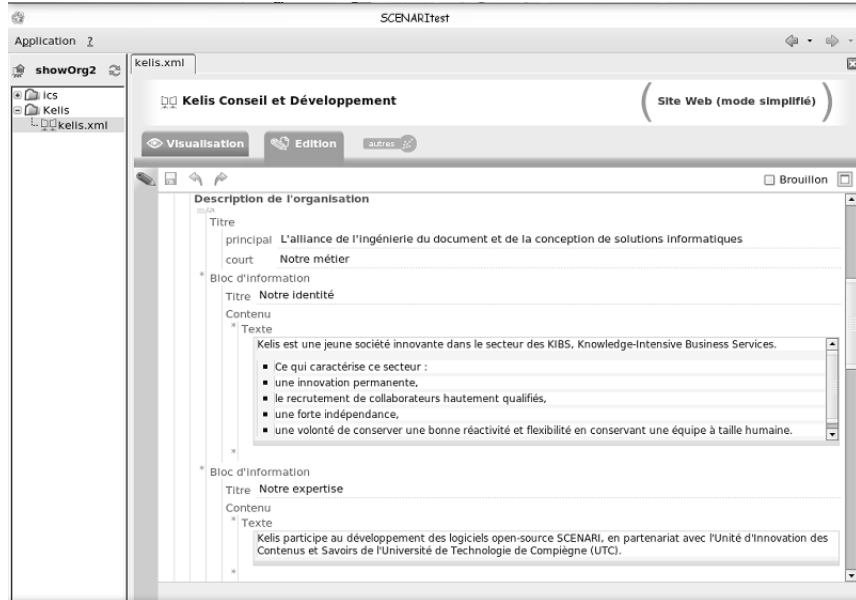 SCENARItest
Application ?
showOrg2
kelis.xml
ics
Kelis
kelis.xml
Kelis Conseil et Développement
Site Web (mode simplifié)
Visualisation
Edition
autres
Brouillon
Description de l'organisation
Titre
principal L'alliance de l'ingénierie du document et de la conception de solutions informatiques
court Notre métier
* Bloc d'information
Titre Notre identité
Contenu
* Texte
Kelis est une jeune société innovante dans le secteur des KIBS, Knowledge-Intensive Business Services.
▪ Ce qui caractérise ce secteur :
▪ une innovation permanente,
▪ le recrutement de collaborateurs hautement qualifiés,
▪ une forte indépendance,
▪ une volonté de conserver une bonne réactivité et flexibilité en conservant une équipe à taille humaine.
*
* Bloc d'information
Titre Notre expertise
Contenu
* Texte
Kelis participe au développement des logiciels open-source SCENARI, en partenariat avec l'Unité d'Innovation des
Contenus et Savoirs de l'Université de Technologie de Compiègne (UTC).
*